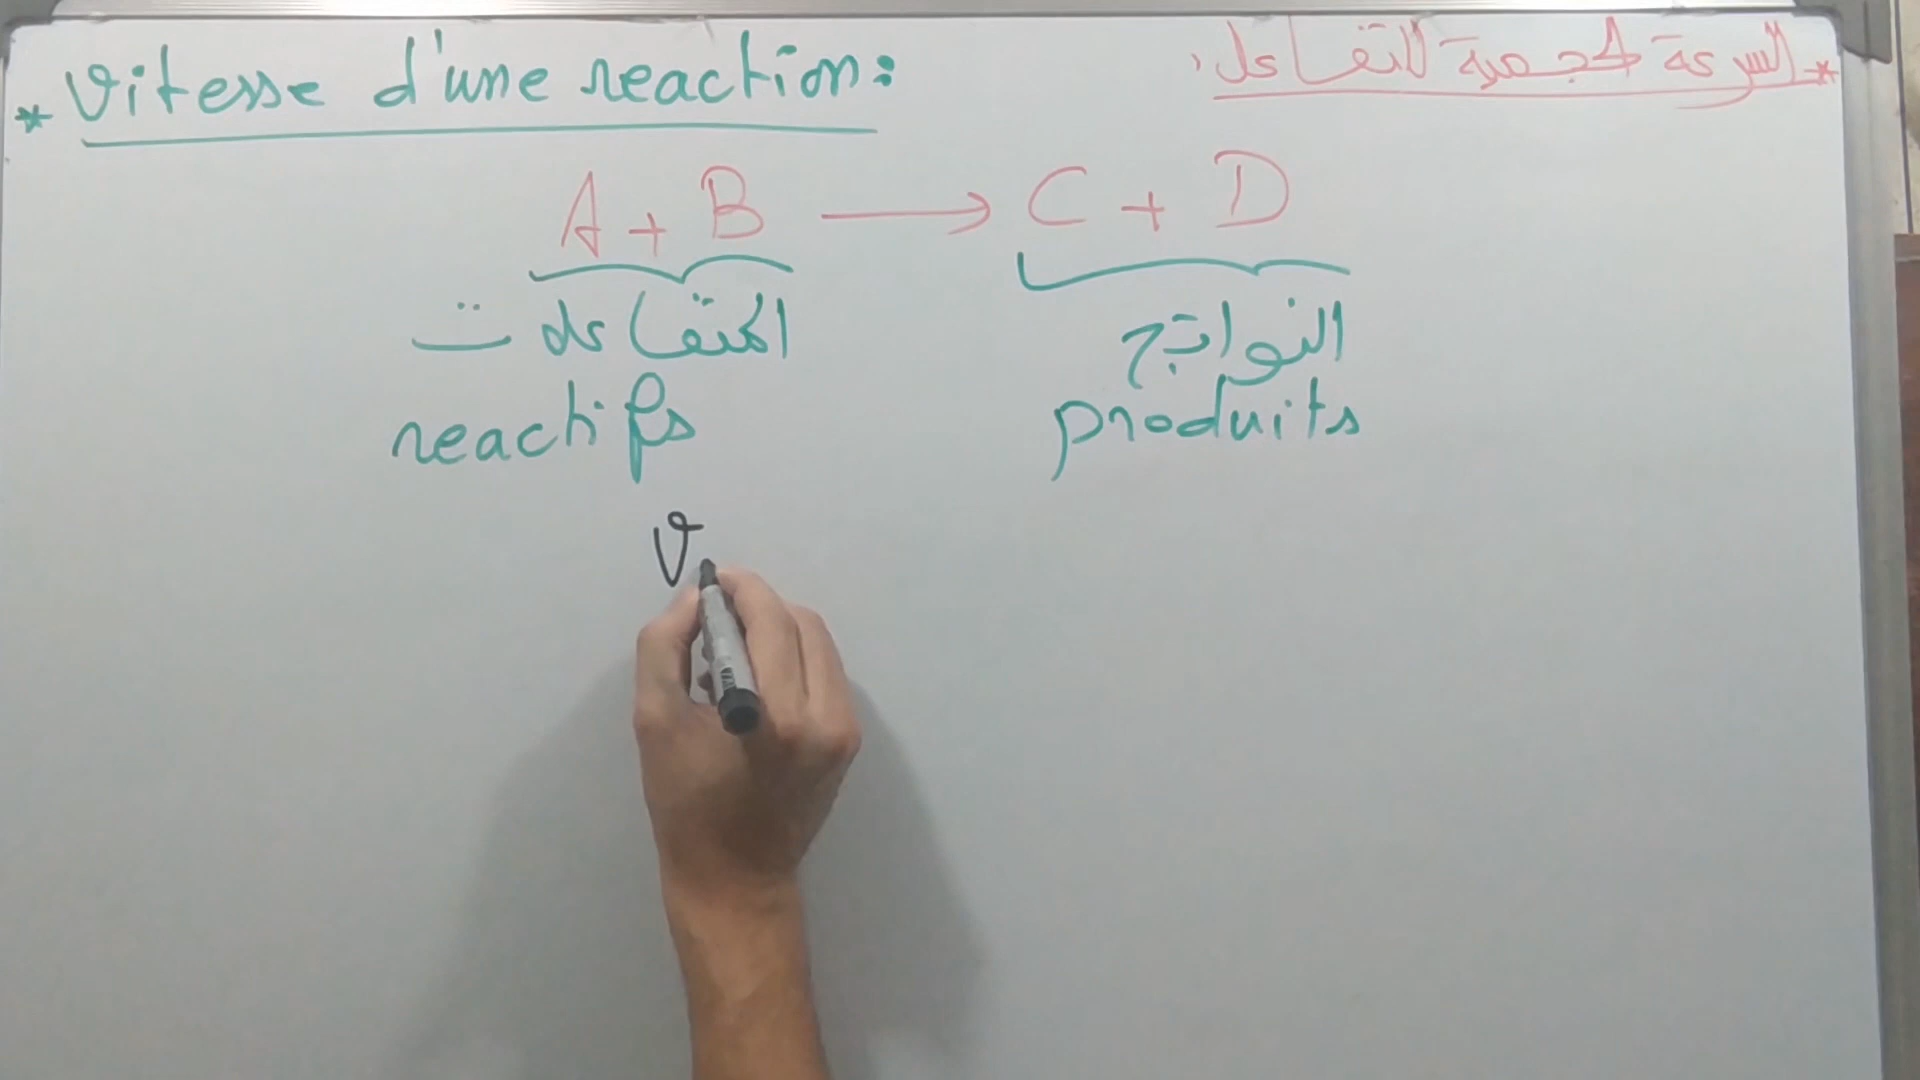 * Vitesse d'une reaction:
* السرعة الحجمية للتفاعل
A + B → C + D
المتفاعلات
النواتج
reactifs
produits
V